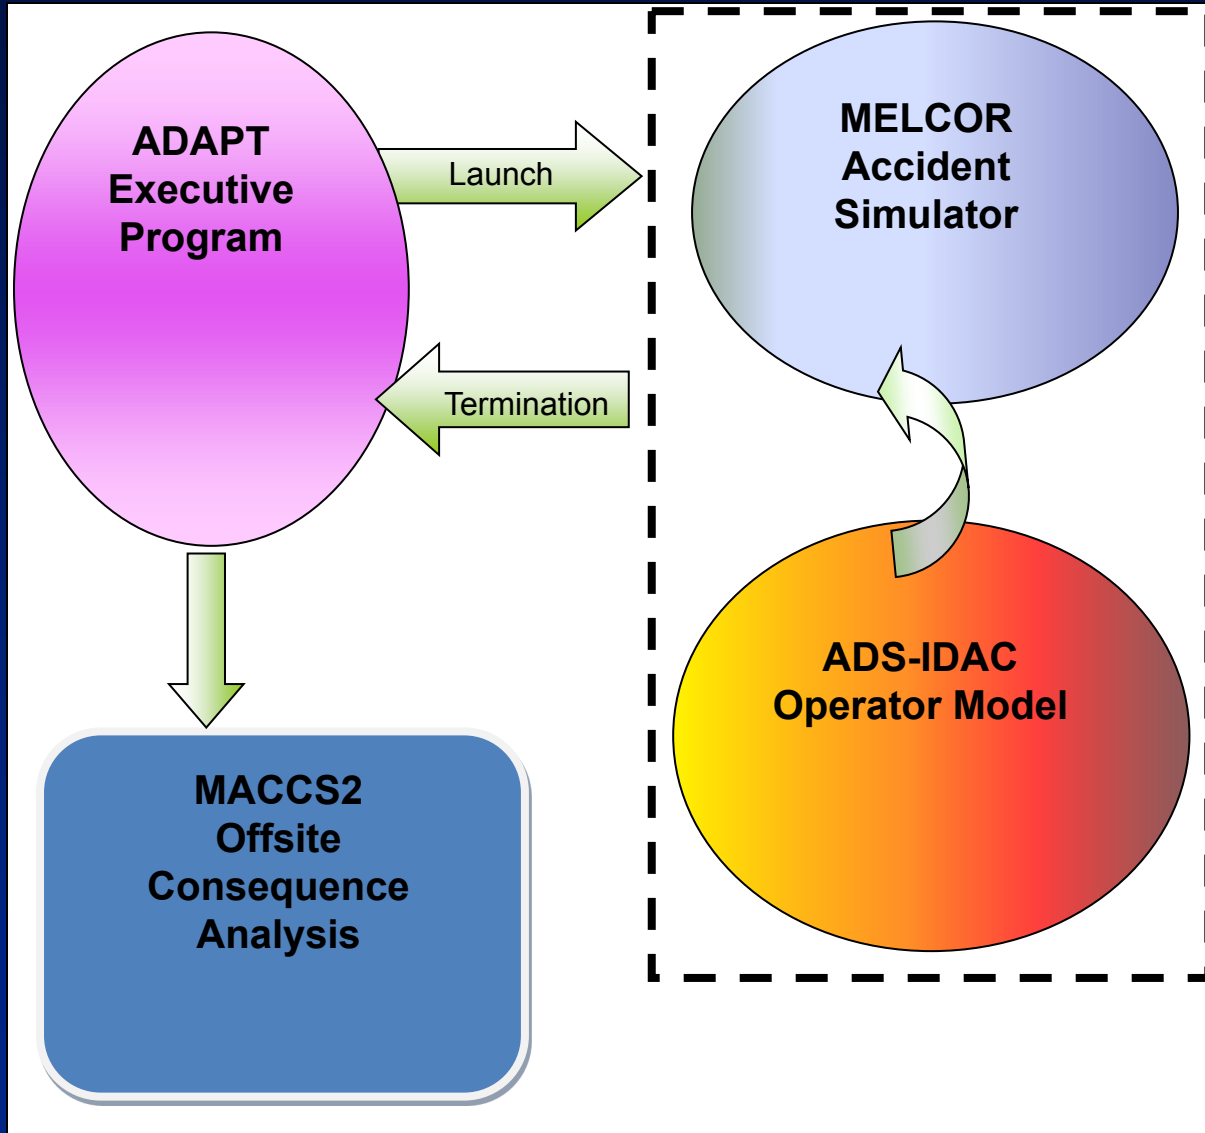 ADAPT
Executive
Program
Launch
MELCOR
Accident
Simulator
Termination
ADS-IDAC
Operator Model
MACCS2
Offsite
Consequence
Analysis